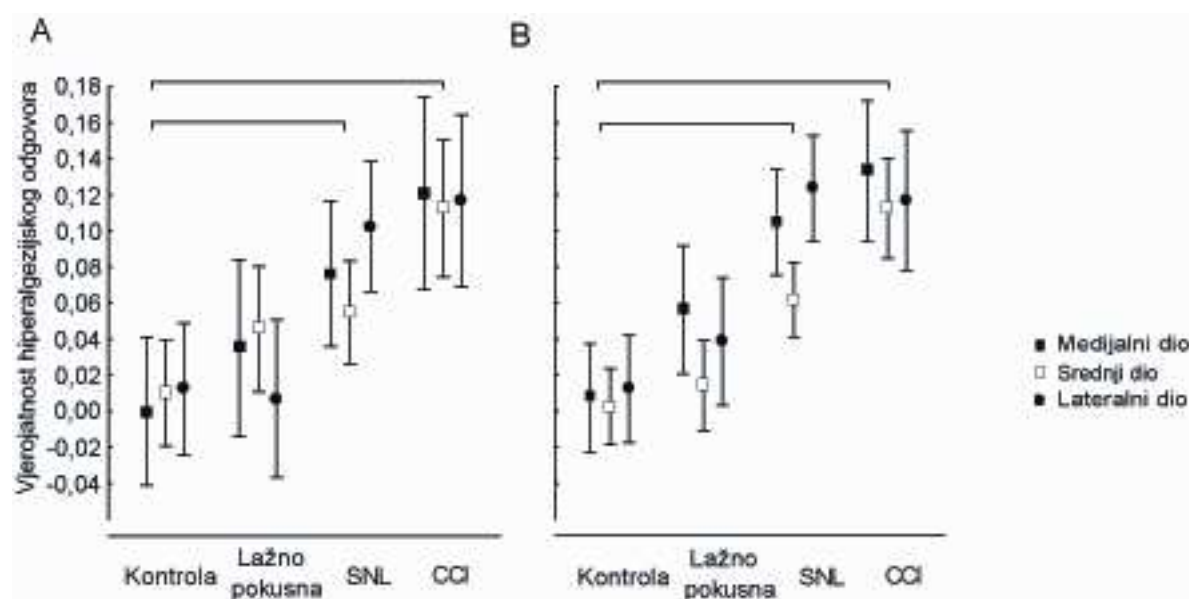 A
B
Vjerojatnost hiperalgezijskog odgovora
0,18
0,16
0,14
0,12
0,10
0,08
0,06
0,04
0,02
0,00
-0,02
-0,04
Medijalni dio
Srednji dio
Lateralni dio
Kontrola
Lažno
pokusna
SNL
CCI
Kontrola
Lažno
pokusna
SNL
CCI